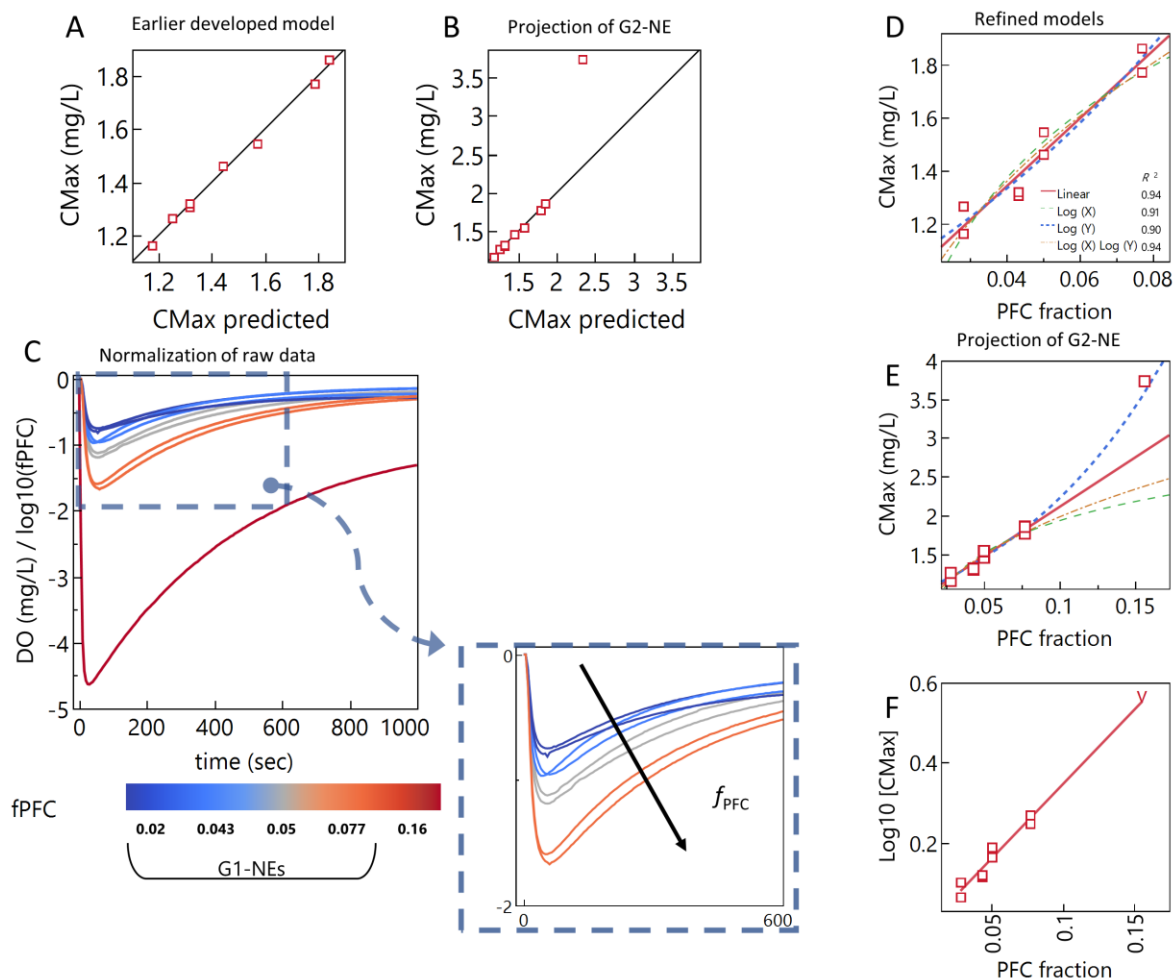 A
Earlier developed model
CMax (mg/L)
1.8
1.6
1.4
1.2
1.2
1.4
1.6
1.8
CMax predicted
B
Projection of G2-NE
CMax (mg/L)
3.5
3
2.5
2
1.5
1.5
2
2.5
3
3.5
CMax predicted
D
Refined models
CMax (mg/L)
1.8
1.6
1.4
1.2
R 2
Linear 0.94
Log (X) 0.91
Log (Y) 0.90
Log (X) Log (Y) 0.94
0.04
0.06
0.08
PFC fraction
C
Normalization of raw data
DO (mg/L) / log10(fPFC)
0
-1
-2
-3
-4
-5
0
200
400
600
800
1000
time (sec)
fPFC
0.02
0.043
0.05
0.077
0.16
G1-NEs
0
-1
-2
fPFC
0
600
E
Projection of G2-NE
CMax (mg/L)
4
3.5
3
2.5
2
1.5
0.05
0.1
0.15
PFC fraction
F
Log10 [CMax]
0.6
0.4
0.2
y
0.05
0.1
0.15
PFC fraction